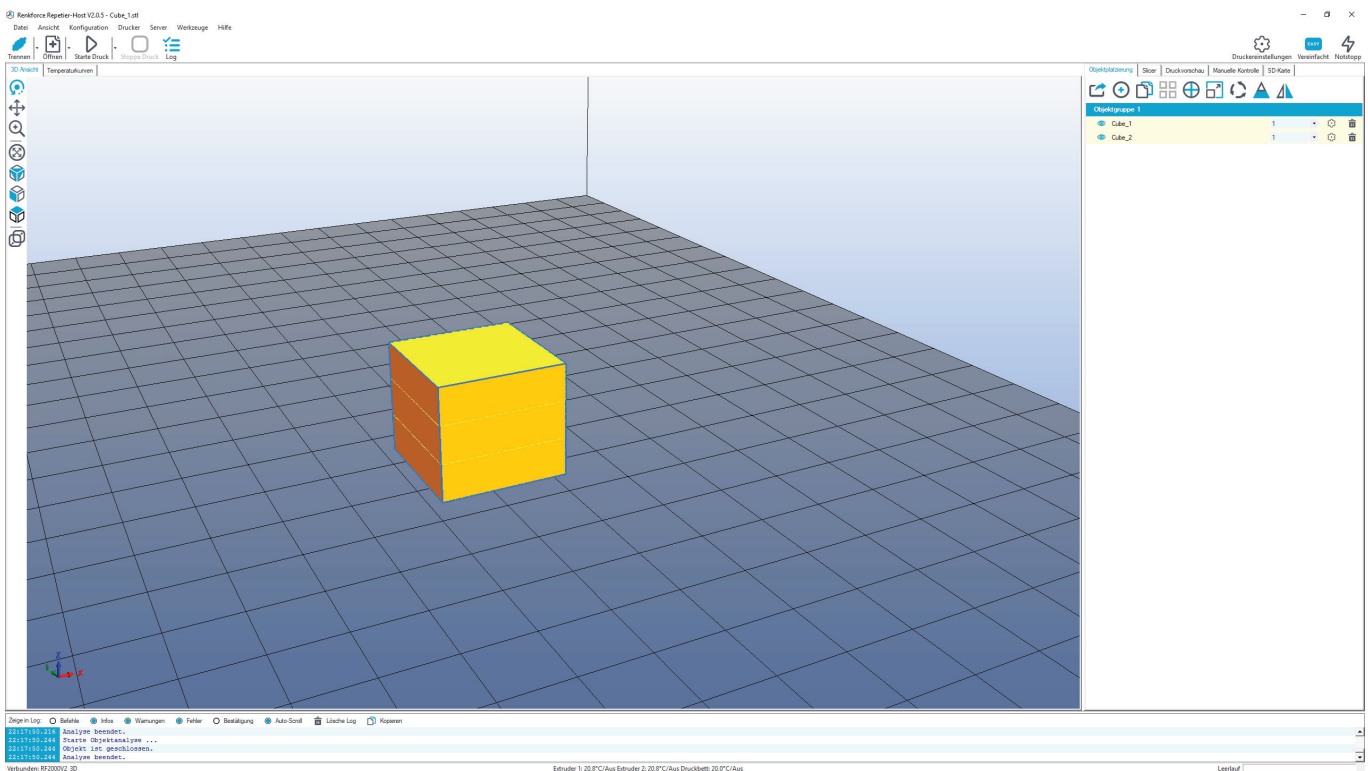 Renkforce Repetier-Host V2.0.5 - Cube_1.stl
Datei Ansicht Konfiguration Drucker Server Werkzeuge Hilfe
Trennen Öffnen Starte Druck Stoppe Druck Log
EASY
Druckereinstellungen Vereinfacht Notstopp
3D Ansicht Temperaturkurven
Objektplatzierung Slicer Druckvorschau Manuelle Kontrolle SD-Karte
Objektgruppe 1
Cube_1 1
Cube_2 1
Z
X
Zeige in Log: Befehle Infos Warnungen Fehler Bestätigung Auto-Scroll Lösche Log Kopieren
22:17:50.216 Analyse beendet.
22:17:50.244 Starte Objektanalyse ...
22:17:50.244 Objekt ist geschlossen.
22:17:50.244 Analyse beendet.
Verbunden: RF2000V2_3D Extruder 1: 20.8°C/Aus Extruder 2: 20.8°C/Aus Druckbett: 20.0°C/Aus Leerlauf